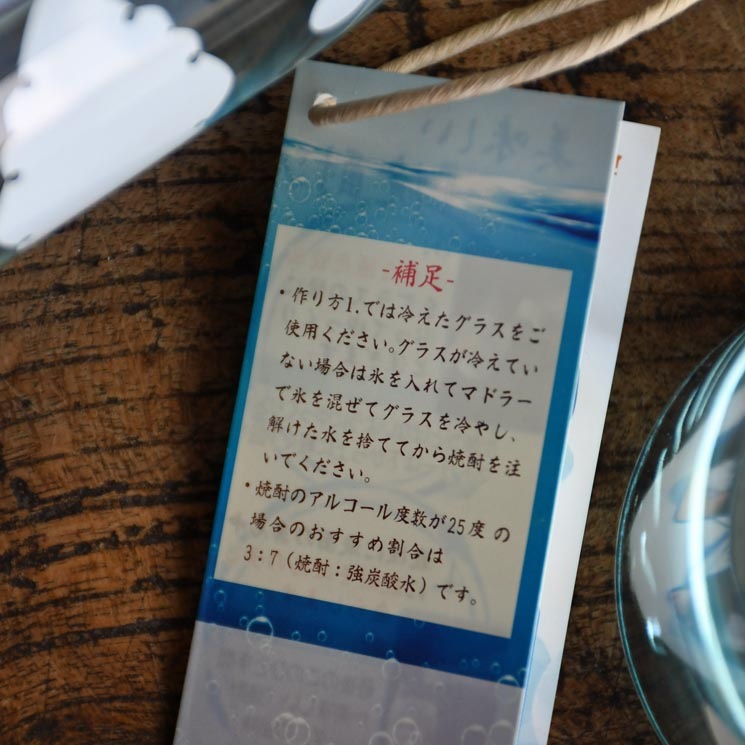 -補足-
・作り方1.では冷えたグラスをご
使用ください。グラスが冷えてい
ない場合は氷を入れてマドラー
で氷を混ぜてグラスを冷やし、
解けた水を捨ててから焼酎を注
いでください。
・焼酎のアルコール度数が25度の
場合のおすすめ割合は
3:7(焼酎:強炭酸水)です。